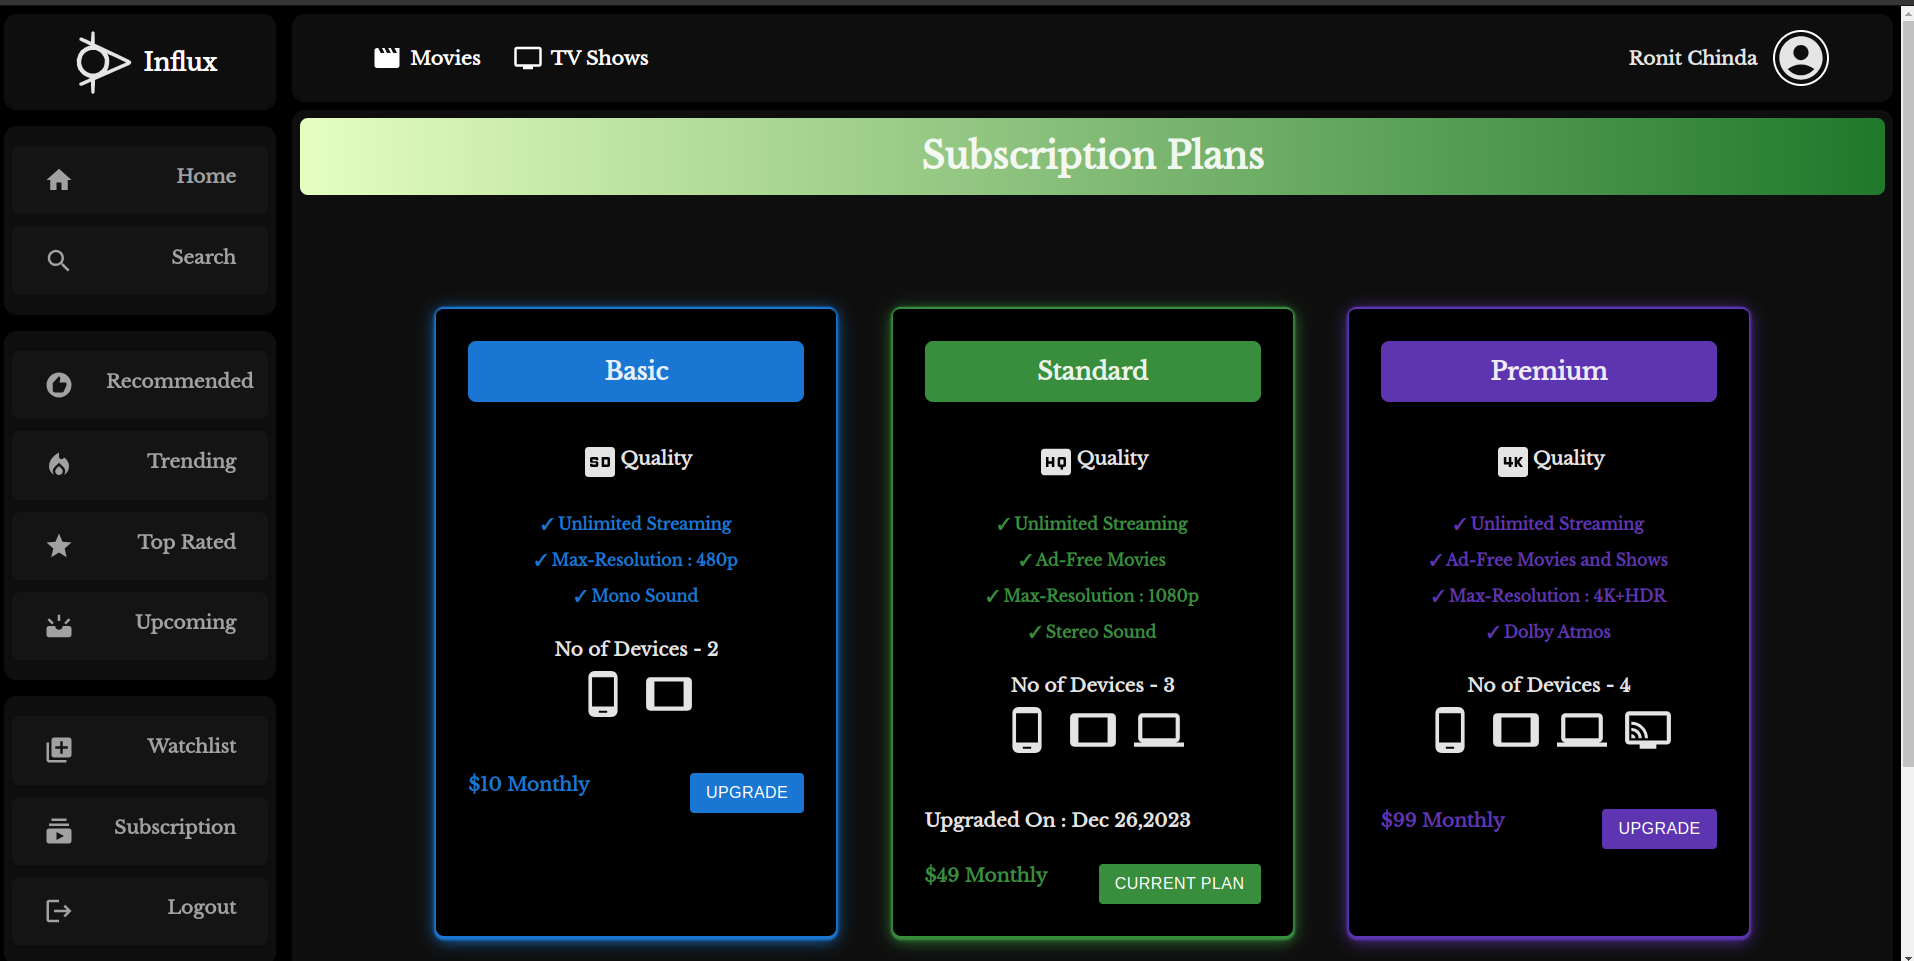 Influx
Movies
TV Shows
Ronit Chinda
Home
Search
Recommended
Trending
Top Rated
Upcoming
Watchlist
Subscription
Logout
Subscription Plans
Basic
SD Quality
✓ Unlimited Streaming
✓ Max-Resolution : 480p
✓ Mono Sound
No of Devices - 2
$10 Monthly
UPGRADE
Standard
HQ Quality
✓ Unlimited Streaming
✓ Ad-Free Movies
✓ Max-Resolution : 1080p
✓ Stereo Sound
No of Devices - 3
Upgraded On : Dec 26,2023
$49 Monthly
CURRENT PLAN
Premium
4K Quality
✓ Unlimited Streaming
✓ Ad-Free Movies and Shows
✓ Max-Resolution : 4K+HDR
✓ Dolby Atmos
No of Devices - 4
$99 Monthly
UPGRADE